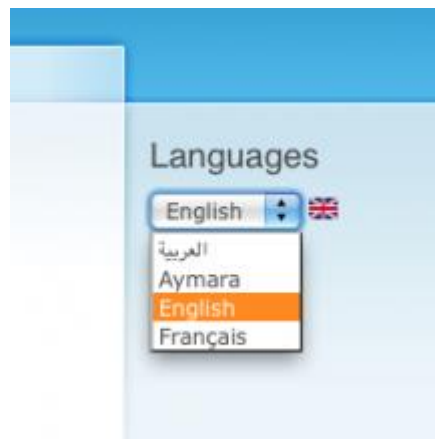 Languages
English
العربية
Aymara
English
Français